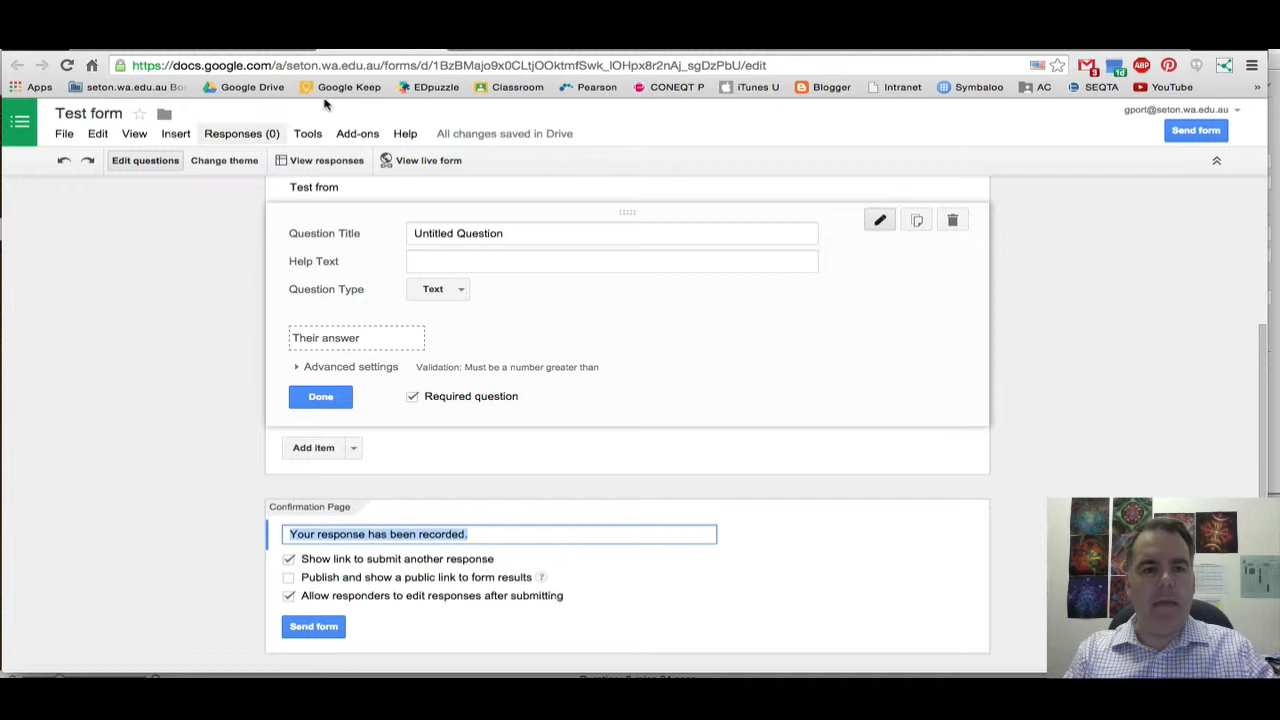 https://docs.google.com/a/seton.wa.edu.au/forms/d/1BzBMajo9x0CLtjOOktmfSwk_IOHpx8r2nAj_sgDzPbU/edit
Apps seton.wa.edu.au Bo Google Drive Google Keep EDpuzzle Classroom Pearson CONEQT P iTunes U Blogger Intranet Symbaloo AC SEQTA YouTube »
Test form gport@seton.wa.edu.au
File Edit View Insert Responses (0) Tools Add-ons Help All changes saved in Drive Send form
Edit questions Change theme View responses View live form
Test from
Question Title Untitled Question
Help Text
Question Type Text
Their answer
Advanced settings Validation: Must be a number greater than
Done Required question
Add item
Confirmation Page
Your response has been recorded.
Show link to submit another response
Publish and show a public link to form results ?
Allow responders to edit responses after submitting
Send form